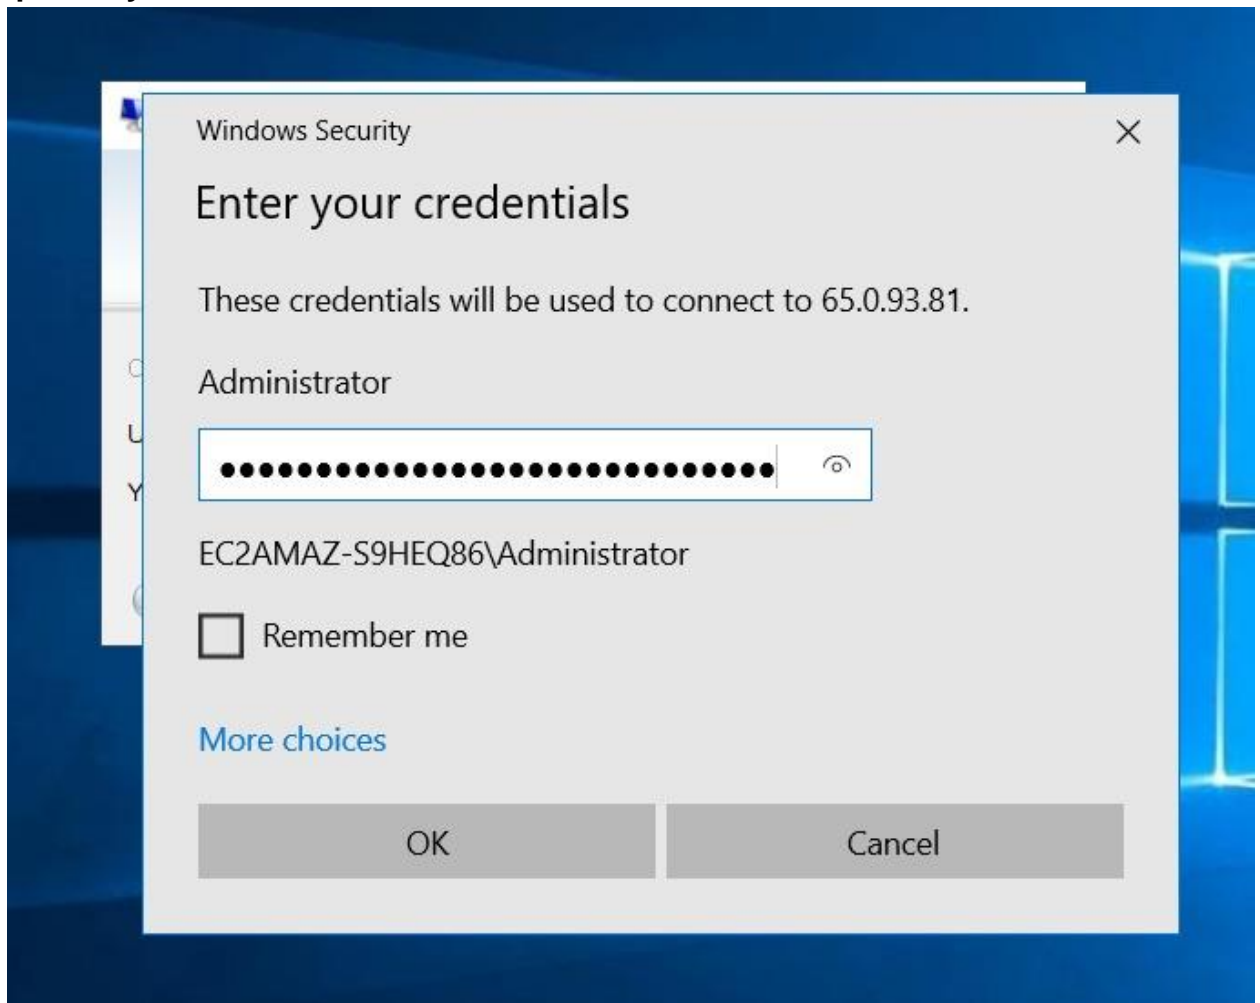 Windows Security
Enter your credentials
These credentials will be used to connect to 65.0.93.81.
Administrator
EC2AMAZ-S9HEQ86\Administrator
Remember me
More choices
OK Cancel